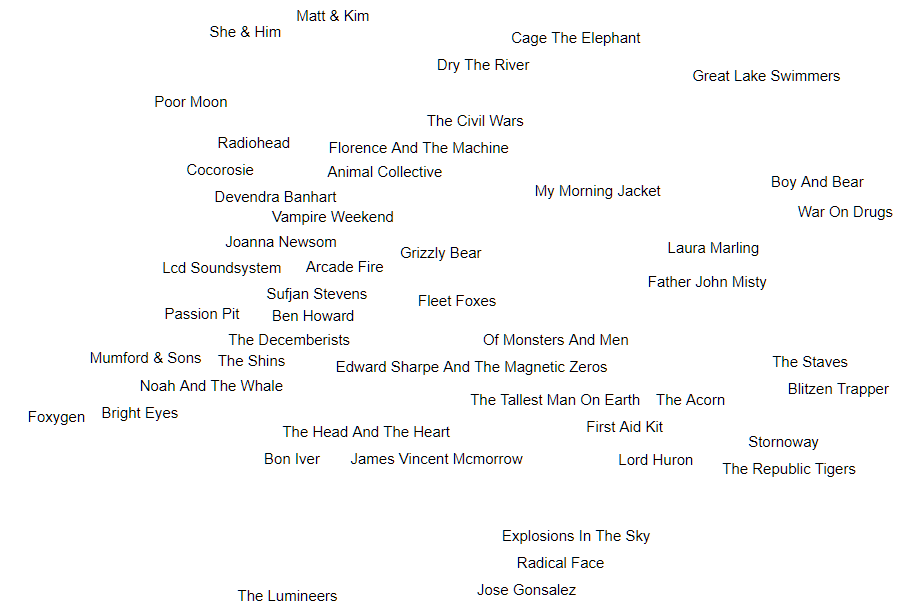 Matt & Kim
She & Him
Cage The Elephant
Dry The River
Great Lake Swimmers
Poor Moon
The Civil Wars
Radiohead
Florence And The Machine
Cocorosie
Animal Collective
Boy And Bear
My Morning Jacket
Devendra Banhart
War On Drugs
Vampire Weekend
Joanna Newsom
Laura Marling
Grizzly Bear
Lcd Soundsystem
Arcade Fire
Father John Misty
Sufjan Stevens
Fleet Foxes
Passion Pit
Ben Howard
The Decemberists
Of Monsters And Men
Mumford & Sons
The Shins
The Staves
Edward Sharpe And The Magnetic Zeros
Noah And The Whale
Blitzen Trapper
The Tallest Man On Earth
The Acorn
Foxygen
Bright Eyes
First Aid Kit
The Head And The Heart
Stornoway
Bon Iver
James Vincent Mcmorrow
Lord Huron
The Republic Tigers
Explosions In The Sky
Radical Face
Jose Gonsalez
The Lumineers